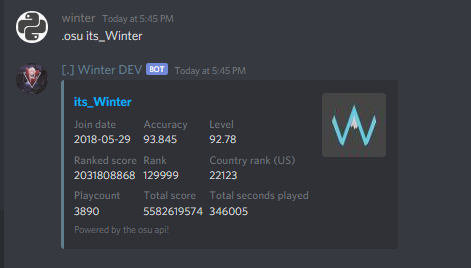 winter Today at 5:45 PM
.osu its_Winter
[.] Winter DEV BOT Today at 5:45 PM
its_Winter
Join date Accuracy Level
2018-05-29 93.845 92.78
Ranked score Rank Country rank (US)
2031808868 129999 22123
Playcount Total score Total seconds played
3890 5582619574 346005
Powered by the osu api!